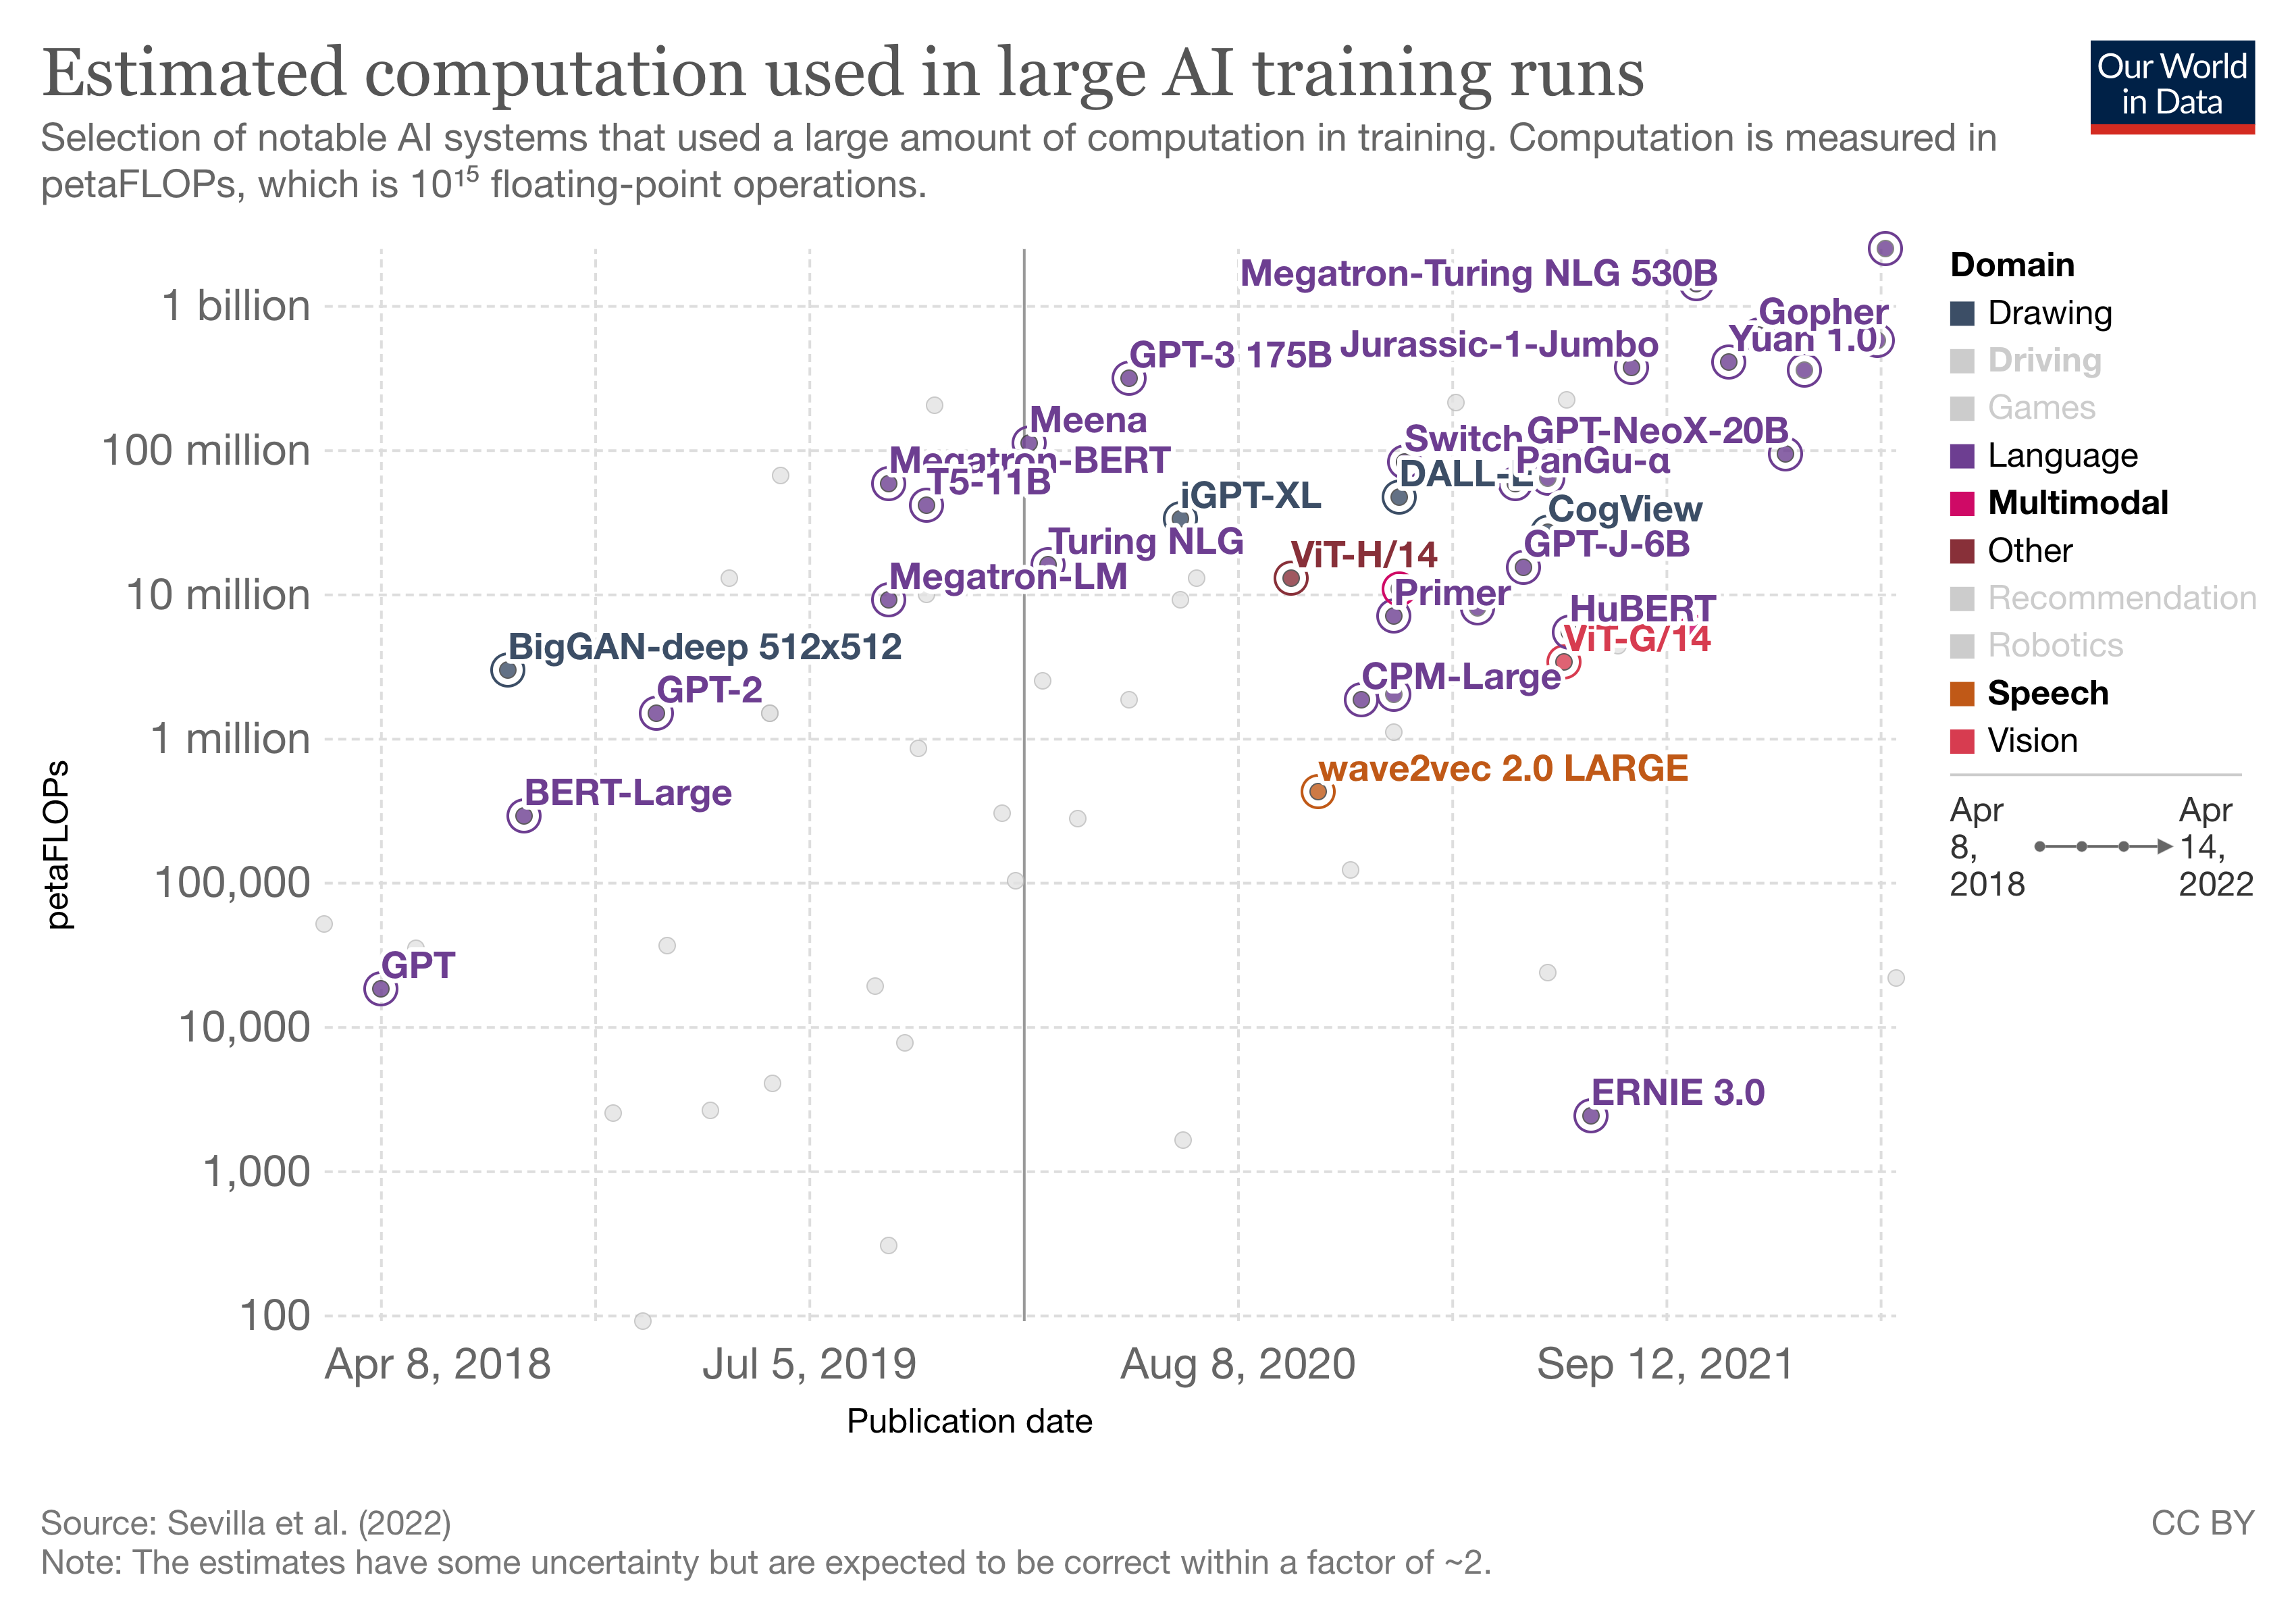 Estimated computation used in large AI training runs
Our World
in Data
Selection of notable AI systems that used a large amount of computation in training. Computation is measured in
petaFLOPs, which is 10¹⁵ floating-point operations.
1 billion
100 million
10 million
1 million
100,000
10,000
1,000
100
petaFLOPs
Megatron-Turing NLG 530B
Gopher
Yuan 1.0
Jurassic-1-Jumbo
GPT-3 175B
Meena
Switch
GPT-NeoX-20B
Megatron-BERT
PanGu-α
T5-11B
DALL-E
iGPT-XL
CogView
Turing NLG
GPT-J-6B
ViT-H/14
Megatron-LM
Primer
HuBERT
ViT-G/14
BigGAN-deep 512x512
CPM-Large
GPT-2
wave2vec 2.0 LARGE
BERT-Large
GPT
ERNIE 3.0
Apr 8, 2018
Jul 5, 2019
Aug 8, 2020
Sep 12, 2021
Publication date
Domain
Drawing
Driving
Games
Language
Multimodal
Other
Recommendation
Robotics
Speech
Vision
Apr
8,
2018
Apr
14,
2022
Source: Sevilla et al. (2022)
CC BY
Note: The estimates have some uncertainty but are expected to be correct within a factor of ~2.